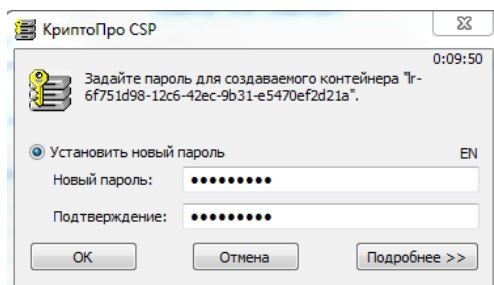 КриптоПро CSP
0:09:50
Задайте пароль для создаваемого контейнера "lr-
6f751d98-12c6-42ec-9b31-e5470ef2d21a".
Установить новый пароль EN
Новый пароль: •••••••••
Подтверждение: •••••••••
ОК Отмена Подробнее >>